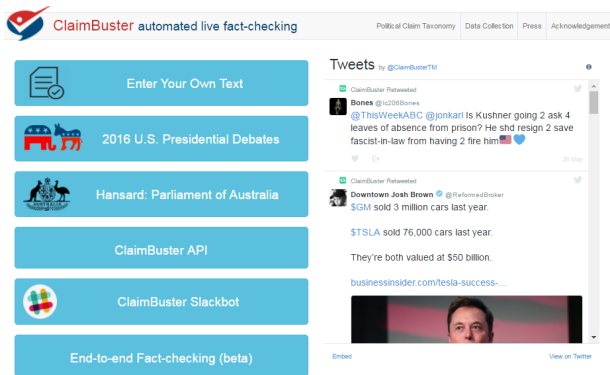 ClaimBuster automated live fact-checking
Political Claim Taxonomy Data Collection Press Acknowledgement
Enter Your Own Text
2016 U.S. Presidential Debates
AUSTRALIA
Hansard: Parliament of Australia
ClaimBuster API
ClaimBuster Slackbot
End-to-end Fact-checking (beta)
Tweets by @ClaimBusterTM
ClaimBuster Retweeted
Bones @lc206Bones
@ThisWeekABC @jonkarl Is Kushner going 2 ask 4
leaves of absence from prison? He shd resign 2 save
fascist-in-law from having 2 fire him🇺🇸💙
28 May
ClaimBuster Retweeted
Downtown Josh Brown @ReformedBroker
$GM sold 3 million cars last year.
$TSLA sold 76,000 cars last year.
They're both valued at $50 billion.
businessinsider.com/tesla-success-…
Embed
View on Twitter